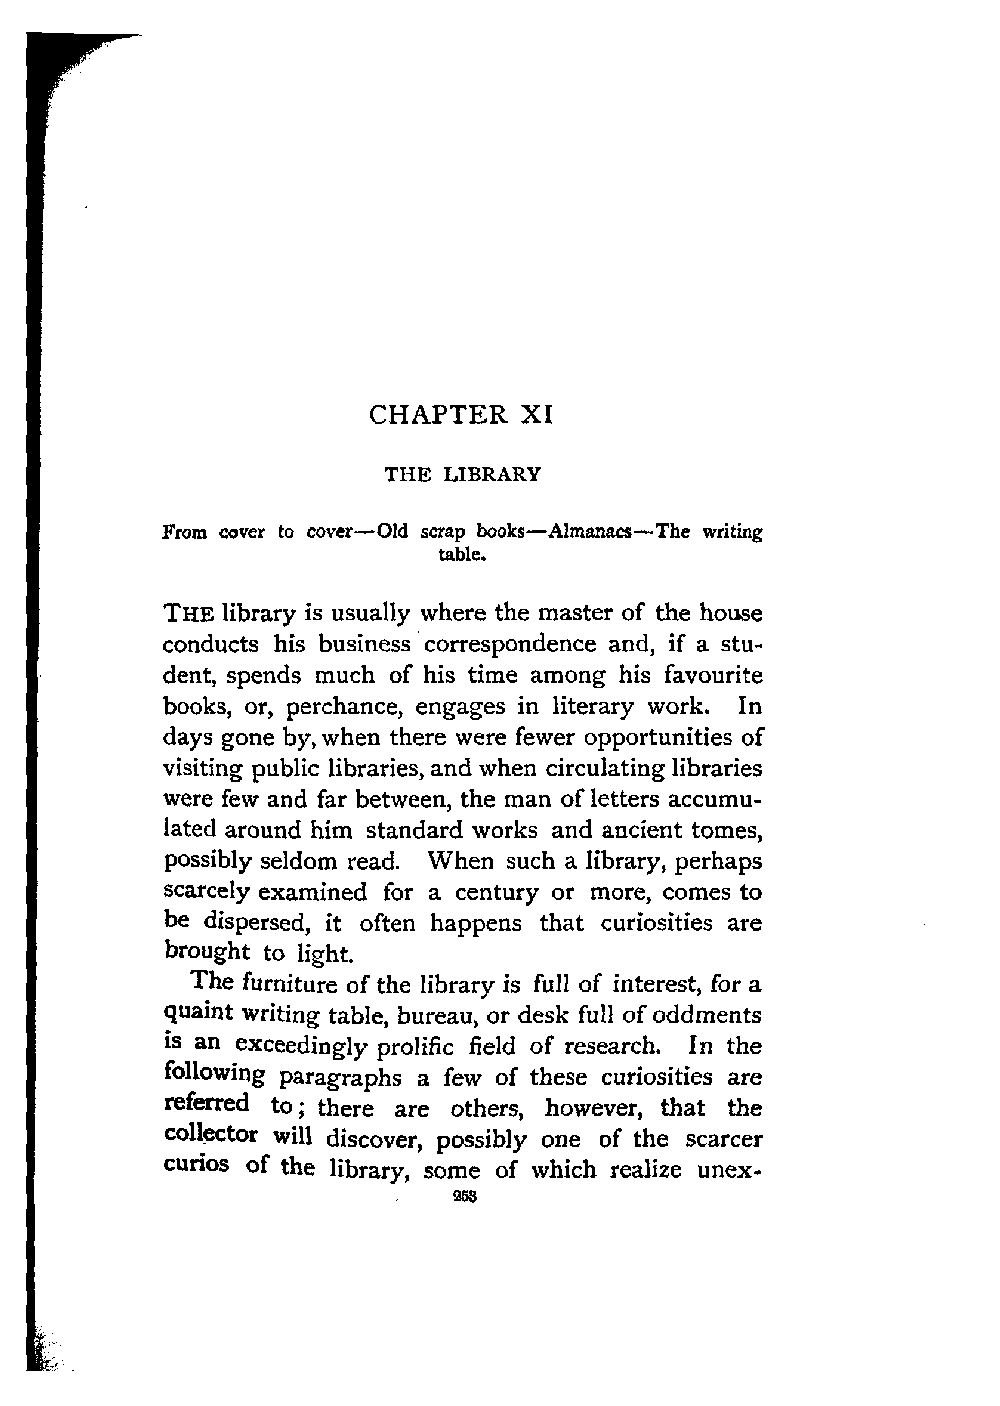 CHAPTER XI
THE LIBRARY
From cover to cover—Old scrap books—Almanacs—The writing
table.
THE library is usually where the master of the house
conducts his business correspondence and, if a stu-
dent, spends much of his time among his favourite
books, or, perchance, engages in literary work. In
days gone by, when there were fewer opportunities of
visiting public libraries, and when circulating libraries
were few and far between, the man of letters accumu-
lated around him standard works and ancient tomes,
possibly seldom read. When such a library, perhaps
scarcely examined for a century or more, comes to
be dispersed, it often happens that curiosities are
brought to light.
The furniture of the library is full of interest, for a
quaint writing table, bureau, or desk full of oddments
is an exceedingly prolific field of research. In the
following paragraphs a few of these curiosities are
referred to; there are others, however, that the
collector will discover, possibly one of the scarcer
curios of the library, some of which realize unex-
253